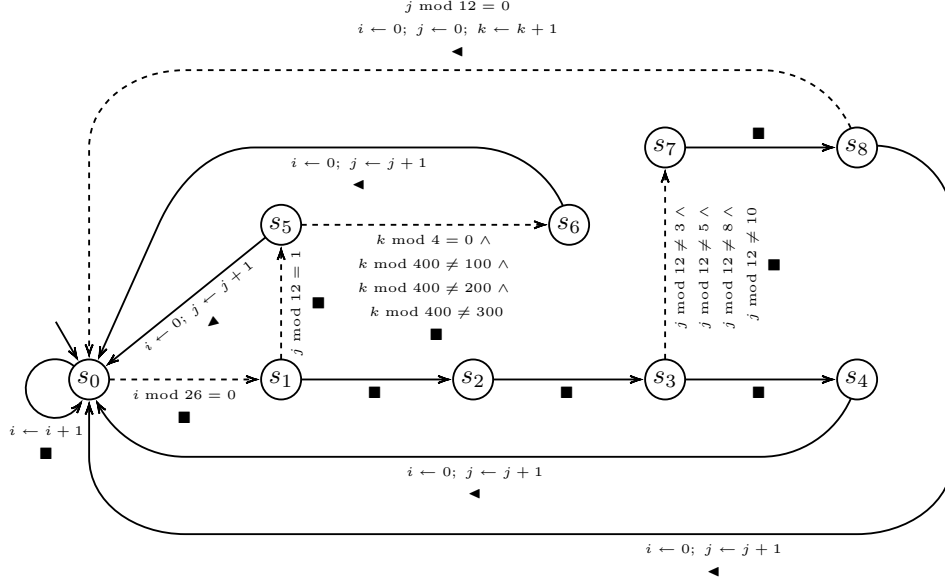 j mod 12 = 0
i ← 0; j ← 0; k ← k + 1
i ← 0; j ← j + 1
s7
s8
s5
s6
k mod 4 = 0 ∧
k mod 400 ≠ 100 ∧
k mod 400 ≠ 200 ∧
k mod 400 ≠ 300
i ← 0; j ← j + 1
j mod 12 = 1
j mod 12 ≠ 3 ∧
j mod 12 ≠ 5 ∧
j mod 12 ≠ 8 ∧
j mod 12 ≠ 10
s0
s1
s2
s3
s4
i mod 26 = 0
i ← i + 1
i ← 0; j ← j + 1
i ← 0; j ← j + 1